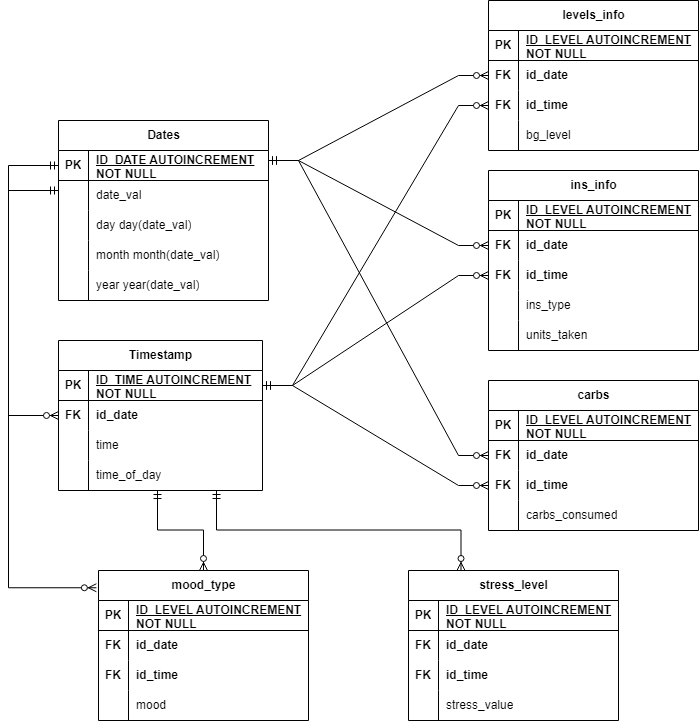 levels_info
PK ID_LEVEL AUTOINCREMENT
NOT NULL
FK id_date
FK id_time
bg_level
Dates
PK ID_DATE AUTOINCREMENT
NOT NULL
date_val
day day(date_val)
month month(date_val)
year year(date_val)
ins_info
PK ID_LEVEL AUTOINCREMENT
NOT NULL
FK id_date
FK id_time
ins_type
units_taken
Timestamp
PK ID_TIME AUTOINCREMENT
NOT NULL
FK id_date
time
time_of_day
carbs
PK ID_LEVEL AUTOINCREMENT
NOT NULL
FK id_date
FK id_time
carbs_consumed
mood_type
PK ID_LEVEL AUTOINCREMENT
NOT NULL
FK id_date
FK id_time
mood
stress_level
PK ID_LEVEL AUTOINCREMENT
NOT NULL
FK id_date
FK id_time
stress_value